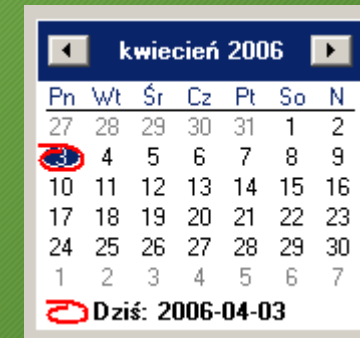 kwiecień 2006
Pn Wt Śr Cz Pt So N
27 28 29 30 31 1 2
3 4 5 6 7 8 9
10 11 12 13 14 15 16
17 18 19 20 21 22 23
24 25 26 27 28 29 30
1 2 3 4 5 6 7
Dziś: 2006-04-03